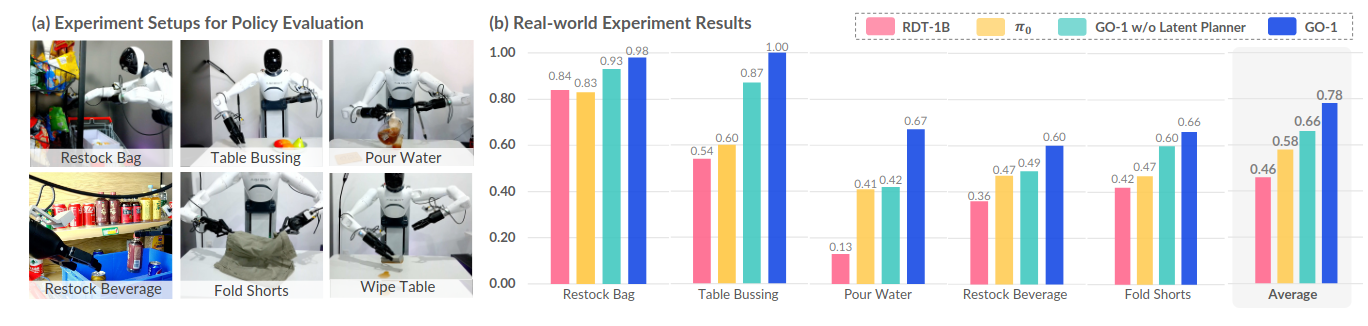 (a) Experiment Setups for Policy Evaluation
Restock Bag
Table Bussing
Pour Water
Restock Beverage
Fold Shorts
Wipe Table
(b) Real-world Experiment Results
RDT-1B
π₀
GO-1 w/o Latent Planner
GO-1
1.00
0.80
0.60
0.40
0.20
0.00
0.84
0.83
0.93
0.98
Restock Bag
0.54
0.60
0.87
1.00
Table Bussing
0.13
0.41
0.42
0.67
Pour Water
0.36
0.47
0.49
0.60
Restock Beverage
0.42
0.47
0.60
0.66
Fold Shorts
0.46
0.58
0.66
0.78
Average